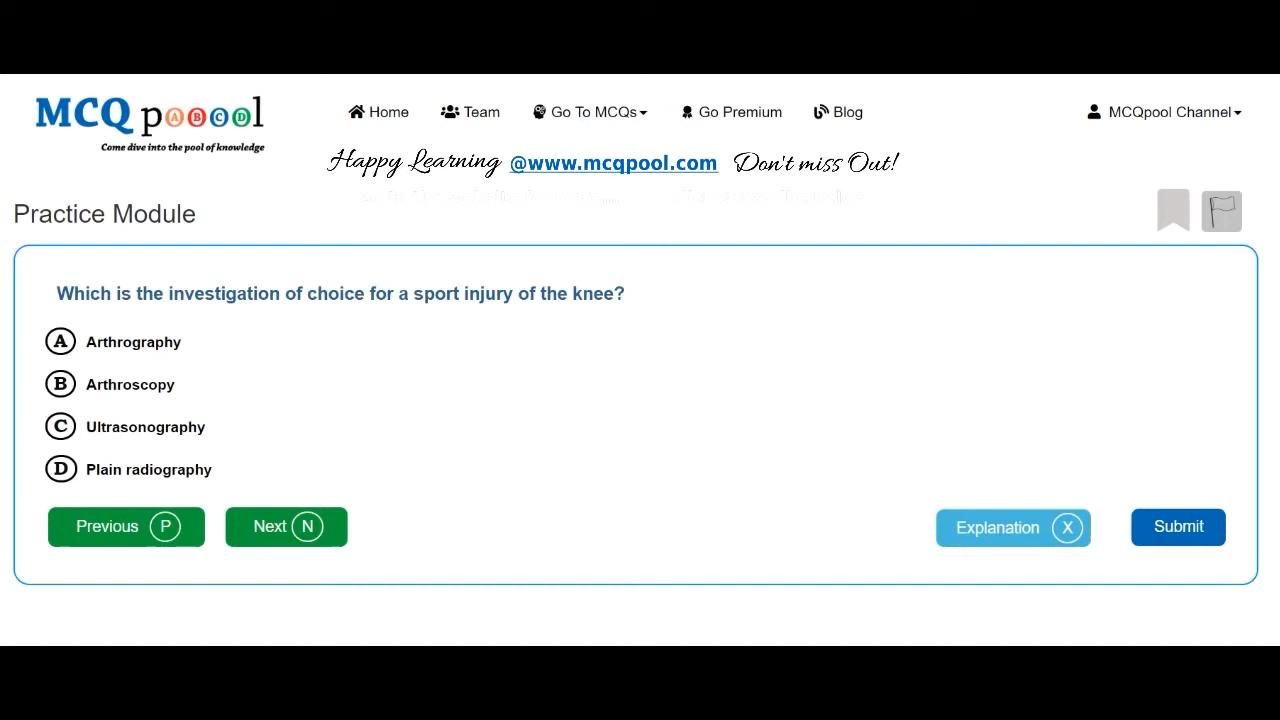 MCQ pABCDl
Come dive into the pool of knowledge
Home Team Go To MCQs Go Premium Blog MCQpool Channel
Happy Learning @www.mcqpool.com Don't miss Out!
Practice Module
Which is the investigation of choice for a sport injury of the knee?
A Arthrography
B Arthroscopy
C Ultrasonography
D Plain radiography
Previous P Next N Explanation X Submit